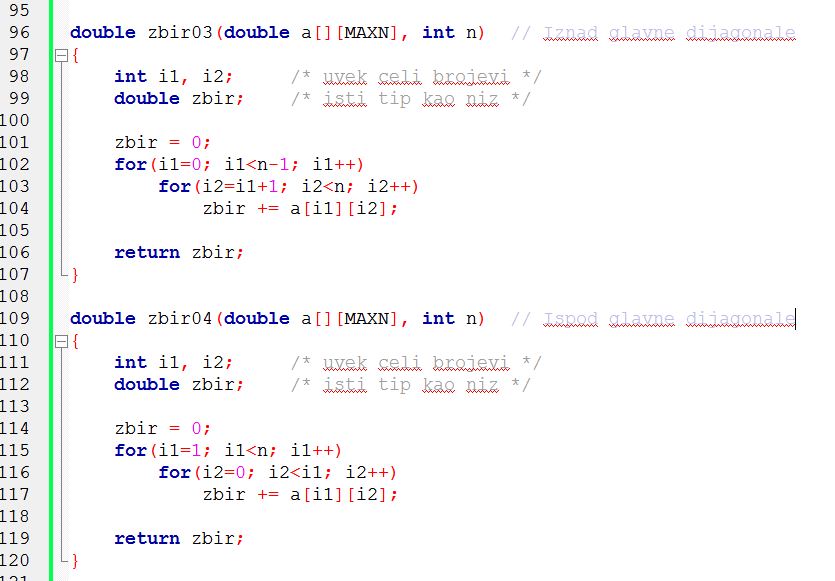 95
96 double zbir03(double a[][MAXN], int n) // Iznad glavne dijagonale
97 {
98 int i1, i2; /* uvek celi brojevi */
99 double zbir; /* isti tip kao niz */
100
101 zbir = 0;
102 for(i1=0; i1<n-1; i1++)
103 for(i2=i1+1; i2<n; i2++)
104 zbir += a[i1][i2];
105
106 return zbir;
107 }
108
109 double zbir04(double a[][MAXN], int n) // Ispod glavne dijagonale
110 {
111 int i1, i2; /* uvek celi brojevi */
112 double zbir; /* isti tip kao niz */
113
114 zbir = 0;
115 for(i1=1; i1<n; i1++)
116 for(i2=0; i2<i1; i2++)
117 zbir += a[i1][i2];
118
119 return zbir;
120 }